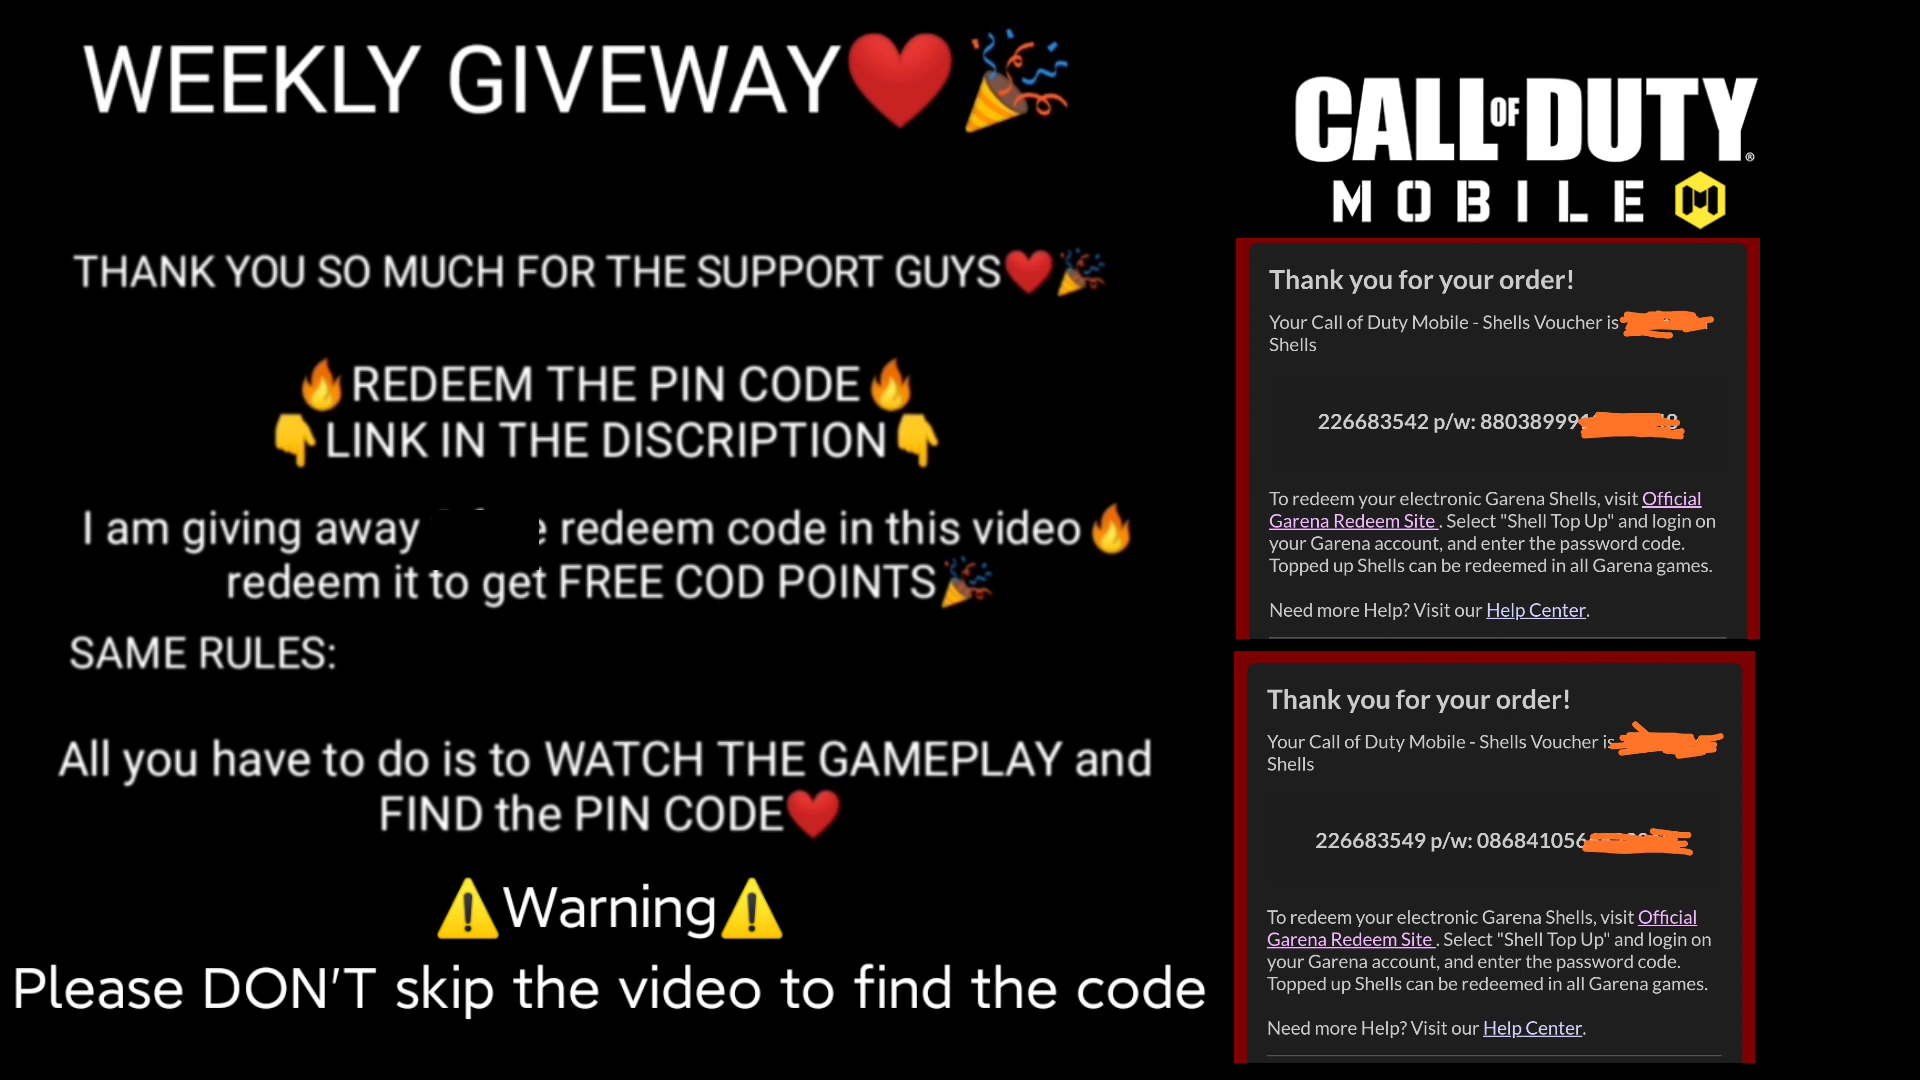 WEEKLY GIVEWAY❤️🎉
THANK YOU SO MUCH FOR THE SUPPORT GUYS❤️🎉
🔥REDEEM THE PIN CODE🔥
👇LINK IN THE DISCRIPTION👇
I am giving away redeem code in this video🔥
redeem it to get FREE COD POINTS🎉
SAME RULES:
All you have to do is to WATCH THE GAMEPLAY and
FIND the PIN CODE❤️
⚠️Warning⚠️
Please DON'T skip the video to find the code
CALL OF DUTY®
MOBILE
Thank you for your order!
Your Call of Duty Mobile - Shells Voucher is
Shells
226683542 p/w: 88038999
To redeem your electronic Garena Shells, visit Official
Garena Redeem Site . Select "Shell Top Up" and login on
your Garena account, and enter the password code.
Topped up Shells can be redeemed in all Garena games.
Need more Help? Visit our Help Center.
Thank you for your order!
Your Call of Duty Mobile - Shells Voucher is
Shells
226683549 p/w: 086841056
To redeem your electronic Garena Shells, visit Official
Garena Redeem Site . Select "Shell Top Up" and login on
your Garena account, and enter the password code.
Topped up Shells can be redeemed in all Garena games.
Need more Help? Visit our Help Center.